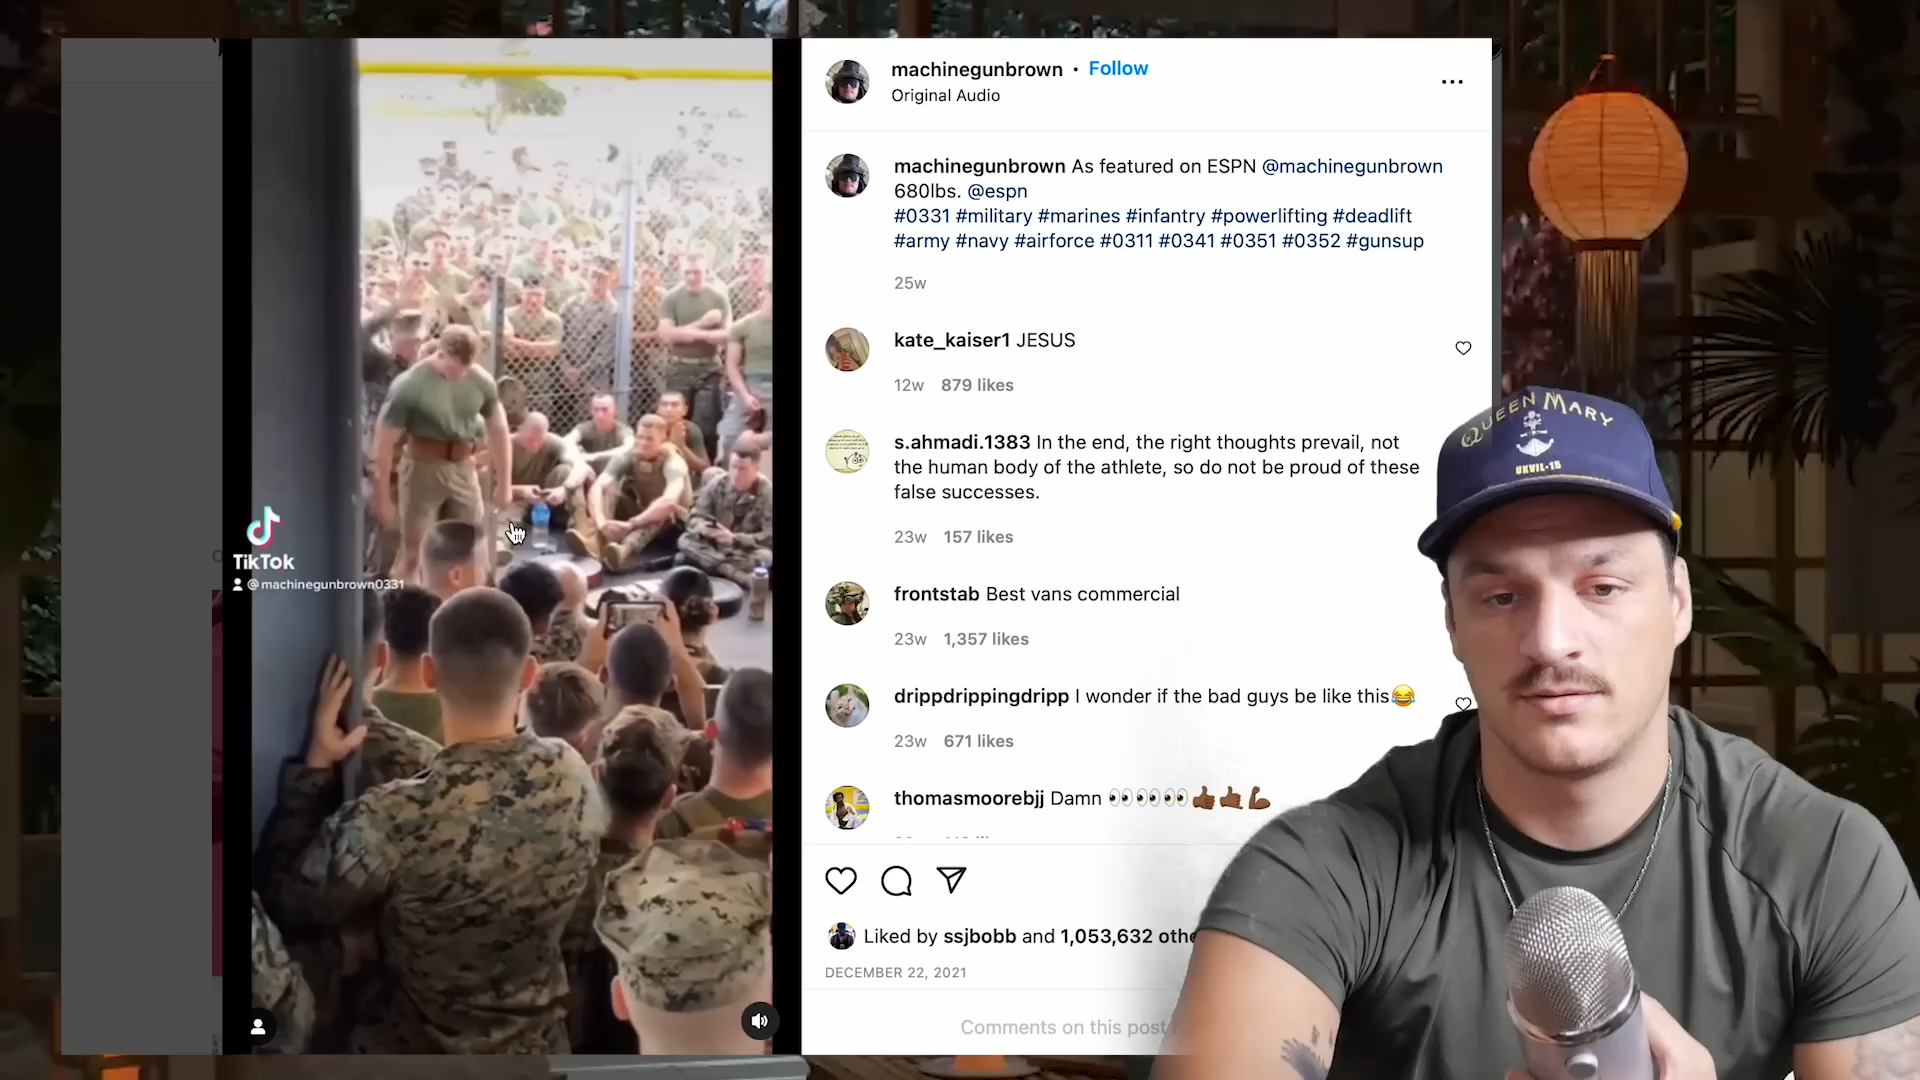 machinegunbrown • Follow
Original Audio
machinegunbrown As featured on ESPN @machinegunbrown
680lbs. @espn
#0331 #military #marines #infantry #powerlifting #deadlift
#army #navy #airforce #0311 #0341 #0351 #0352 #gunsup
25w
kate_kaiser1 JESUS
12w 879 likes
s.ahmadi.1383 In the end, the right thoughts prevail, not
the human body of the athlete, so do not be proud of these
false successes.
23w 157 likes
frontstab Best vans commercial
23w 1,357 likes
drippdrippingdripp I wonder if the bad guys be like this😂
23w 671 likes
thomasmoorebjj Damn 👀👀👀👍🏾🤙🏾💪🏾
Liked by ssjbobb and 1,053,632 othe
DECEMBER 22, 2021
Comments on this post
TikTok
@machinegunbrown0331
QUEEN MARY
UKVIL-15